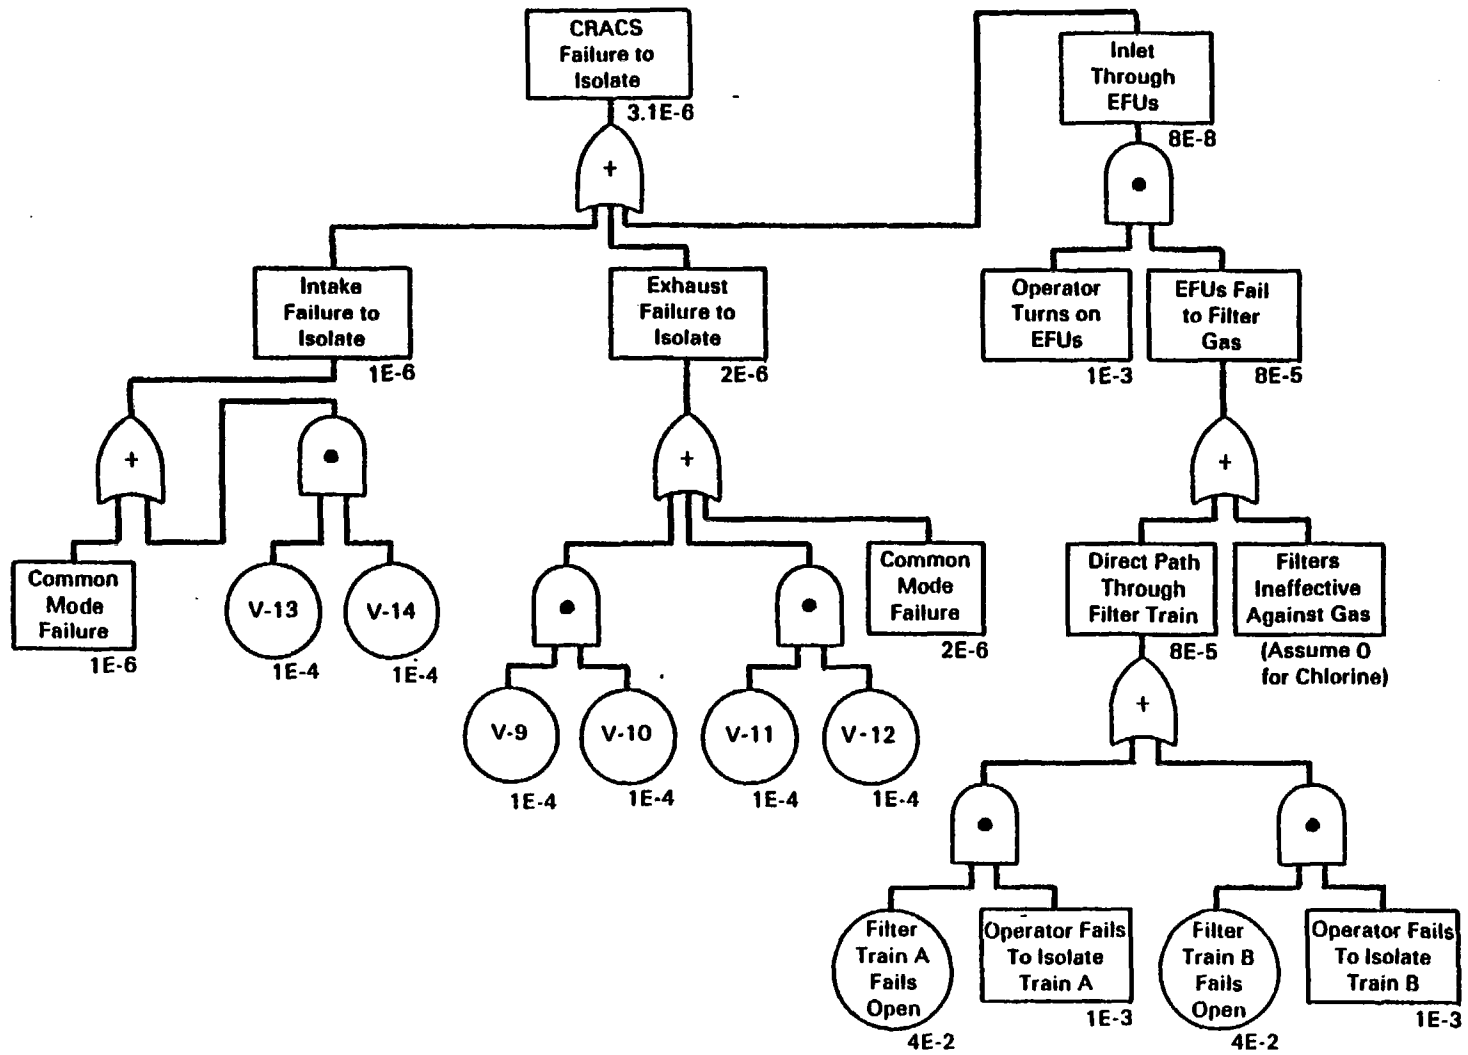 CRACS
Failure to
Isolate
3.1E-6
+
Inlet
Through
EFUs
8E-8
Intake
Failure to
Isolate
1E-6
Exhaust
Failure to
Isolate
2E-6
Operator
Turns on
EFUs
1E-3
EFUs Fail
to Filter
Gas
8E-5
+
+
+
Common
Mode
Failure
1E-6
V-13
1E-4
V-14
1E-4
Common
Mode
Failure
2E-6
Direct Path
Through
Filter Train
8E-5
Filters
Ineffective
Against Gas
(Assume 0
for Chlorine)
V-9
1E-4
V-10
1E-4
V-11
1E-4
V-12
1E-4
+
Filter
Train A
Fails
Open
4E-2
Operator Fails
To Isolate
Train A
1E-3
Filter
Train B
Fails
Open
4E-2
Operator Fails
To Isolate
Train B
1E-3